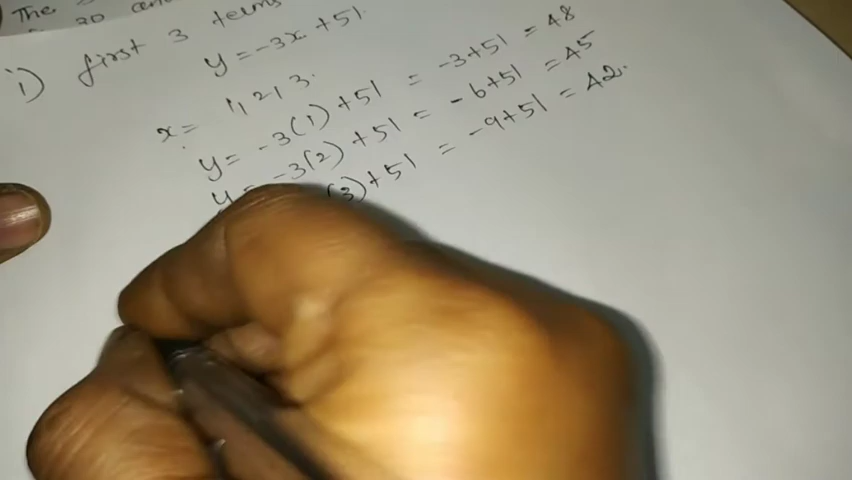 The
i) first 3 terms
y = -3x + 51
x = 1, 2, 3.
y = -3(1) + 51 = -3+51 = 48
y = -3(2) + 51 = -6+51 = 45
(3)+51 = -9+51 = 42.